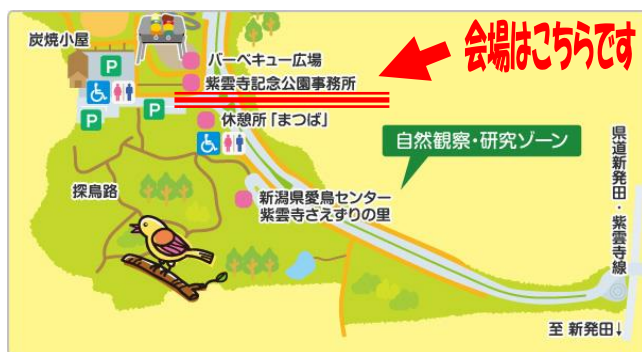 炭焼小屋
会場はこちらです
バーベキュー広場
紫雲寺記念公園事務所
P
P
P
休憩所「まつば」
自然観察・研究ゾーン
県道新発田・紫雲寺線
探鳥路
新潟県愛鳥センター
紫雲寺さえずりの里
至 新発田↓